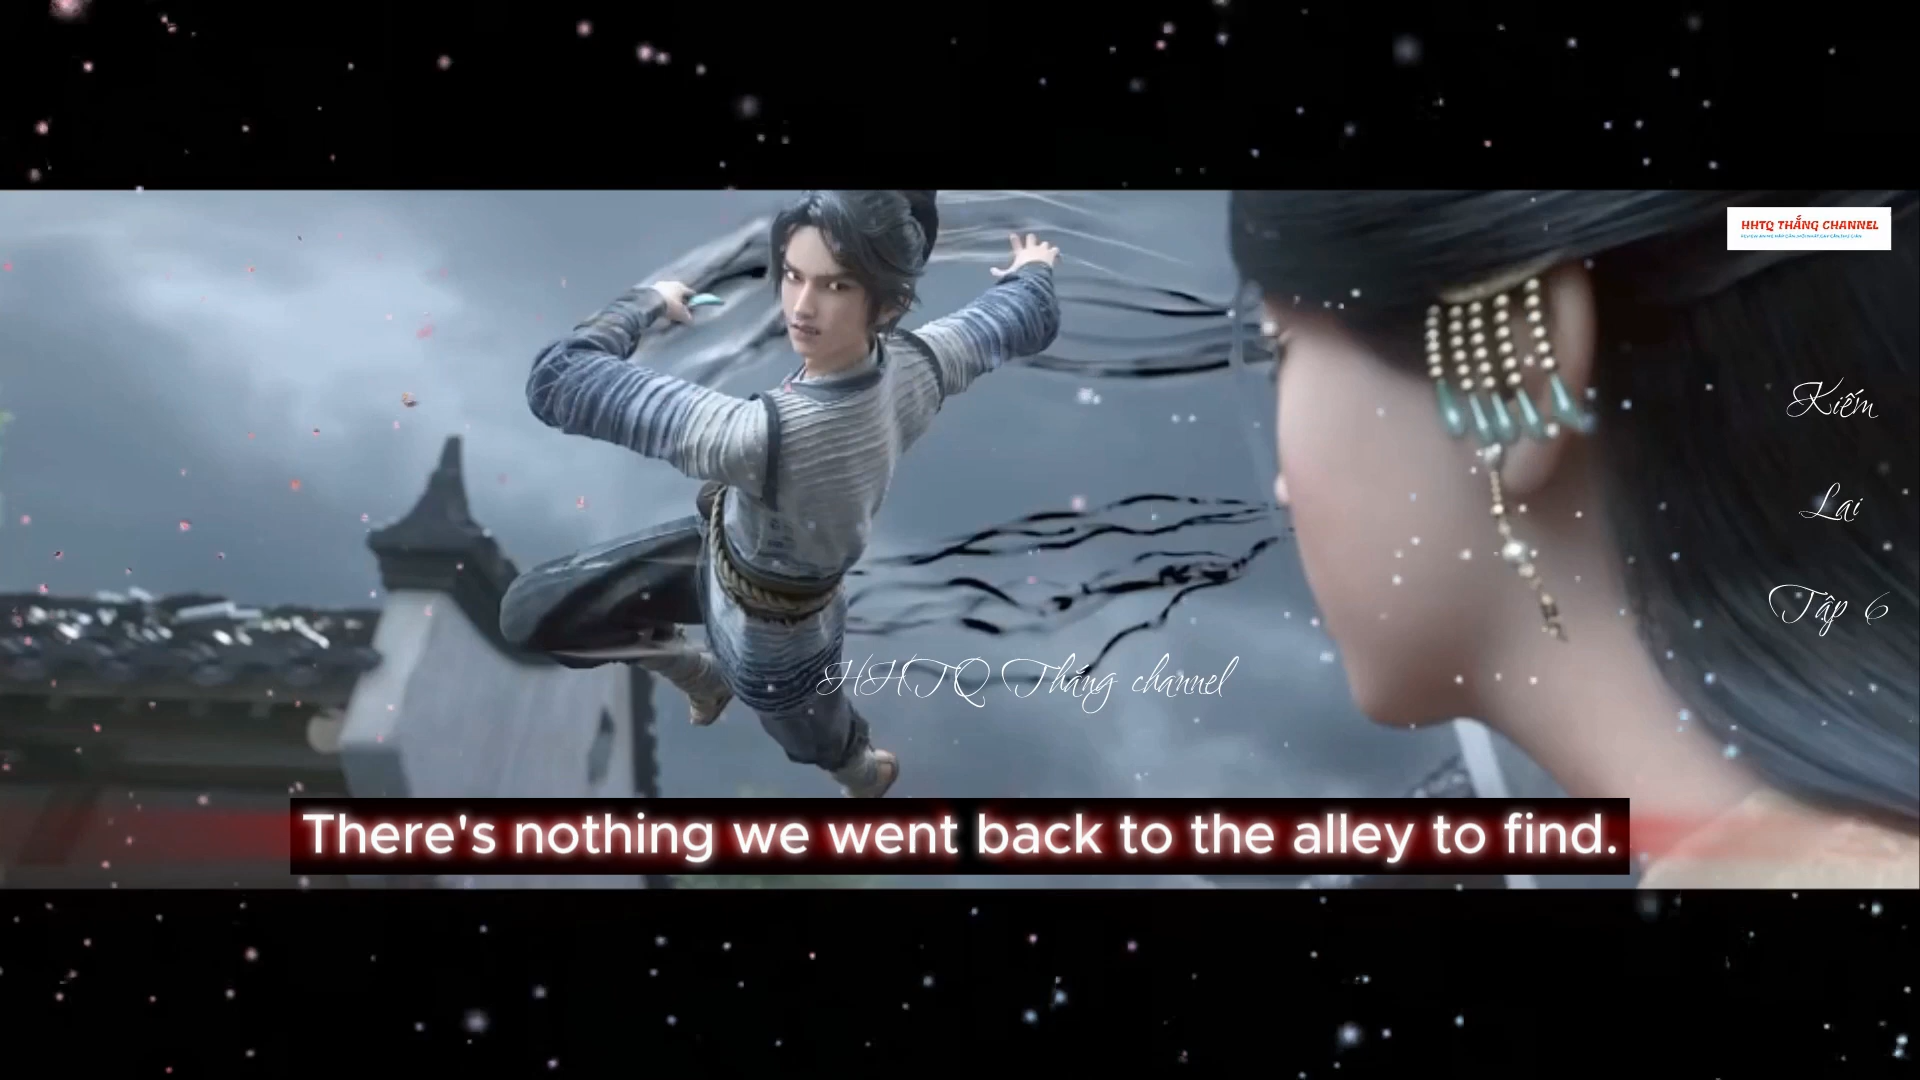 HHTQ THẮNG CHANNEL
Kiếm
Lai
Tập 6
HHTQ Thắng channel
There's nothing we went back to the alley to find.